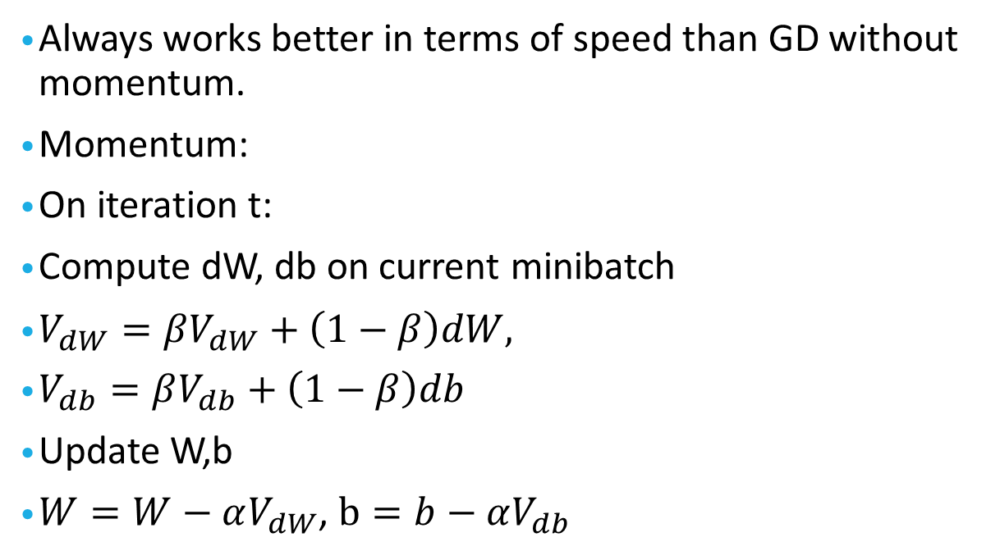 •Always works better in terms of speed than GD without
momentum.
•Momentum:
•On iteration t:
•Compute dW, db on current minibatch
•$V_{dW} = \beta V_{dW} + (1 - \beta)dW,$
•$V_{db} = \beta V_{db} + (1 - \beta)db$
•Update W,b
•$W = W - \alpha V_{dW}, \mathrm{b} = b - \alpha V_{db}$